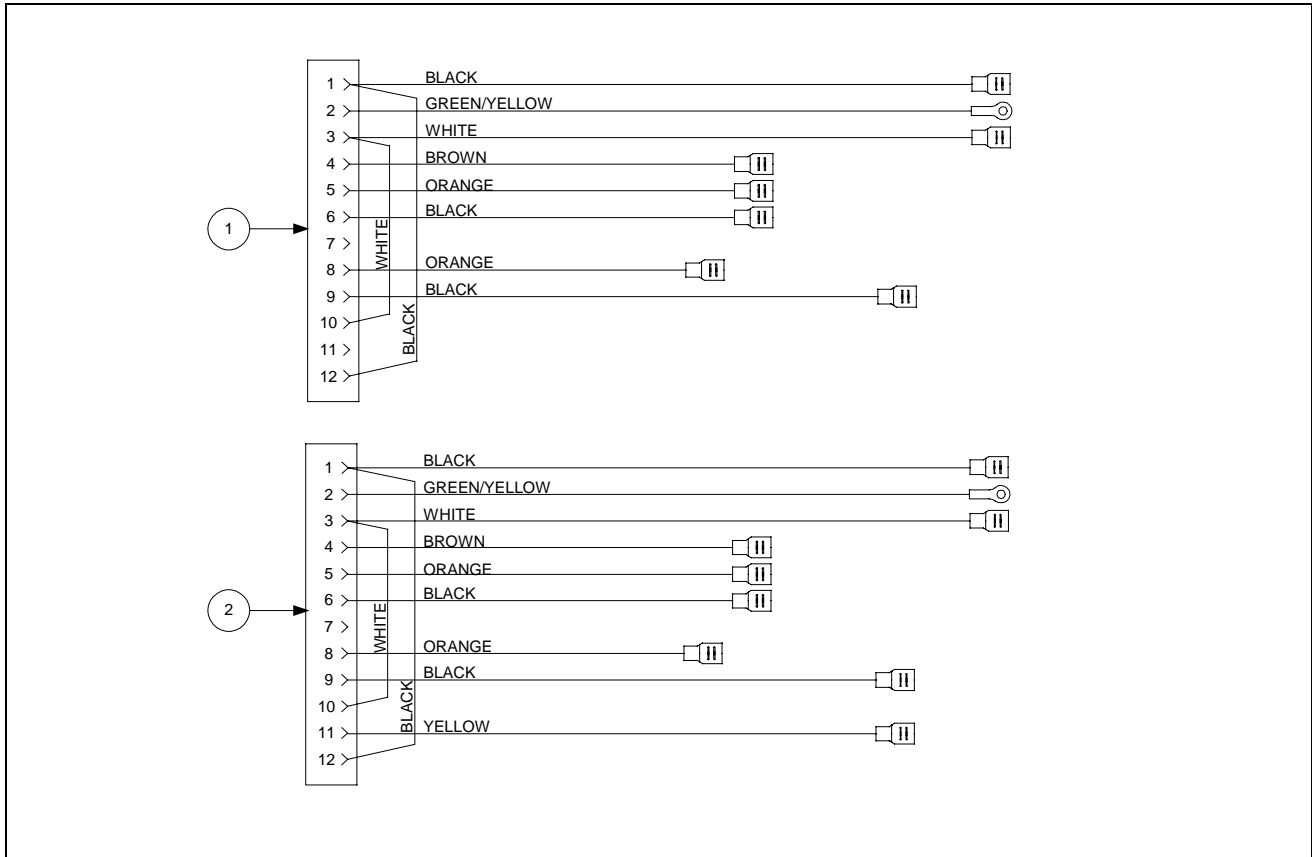 1 BLACK
2 GREEN/YELLOW
3 WHITE
4 BROWN
5 ORANGE
6 BLACK
1
7
WHITE
8 ORANGE
9 BLACK
10
BLACK
11
12
1 BLACK
2 GREEN/YELLOW
3 WHITE
4 BROWN
5 ORANGE
6 BLACK
2
7
WHITE
8 ORANGE
9 BLACK
10
BLACK
11 YELLOW
12